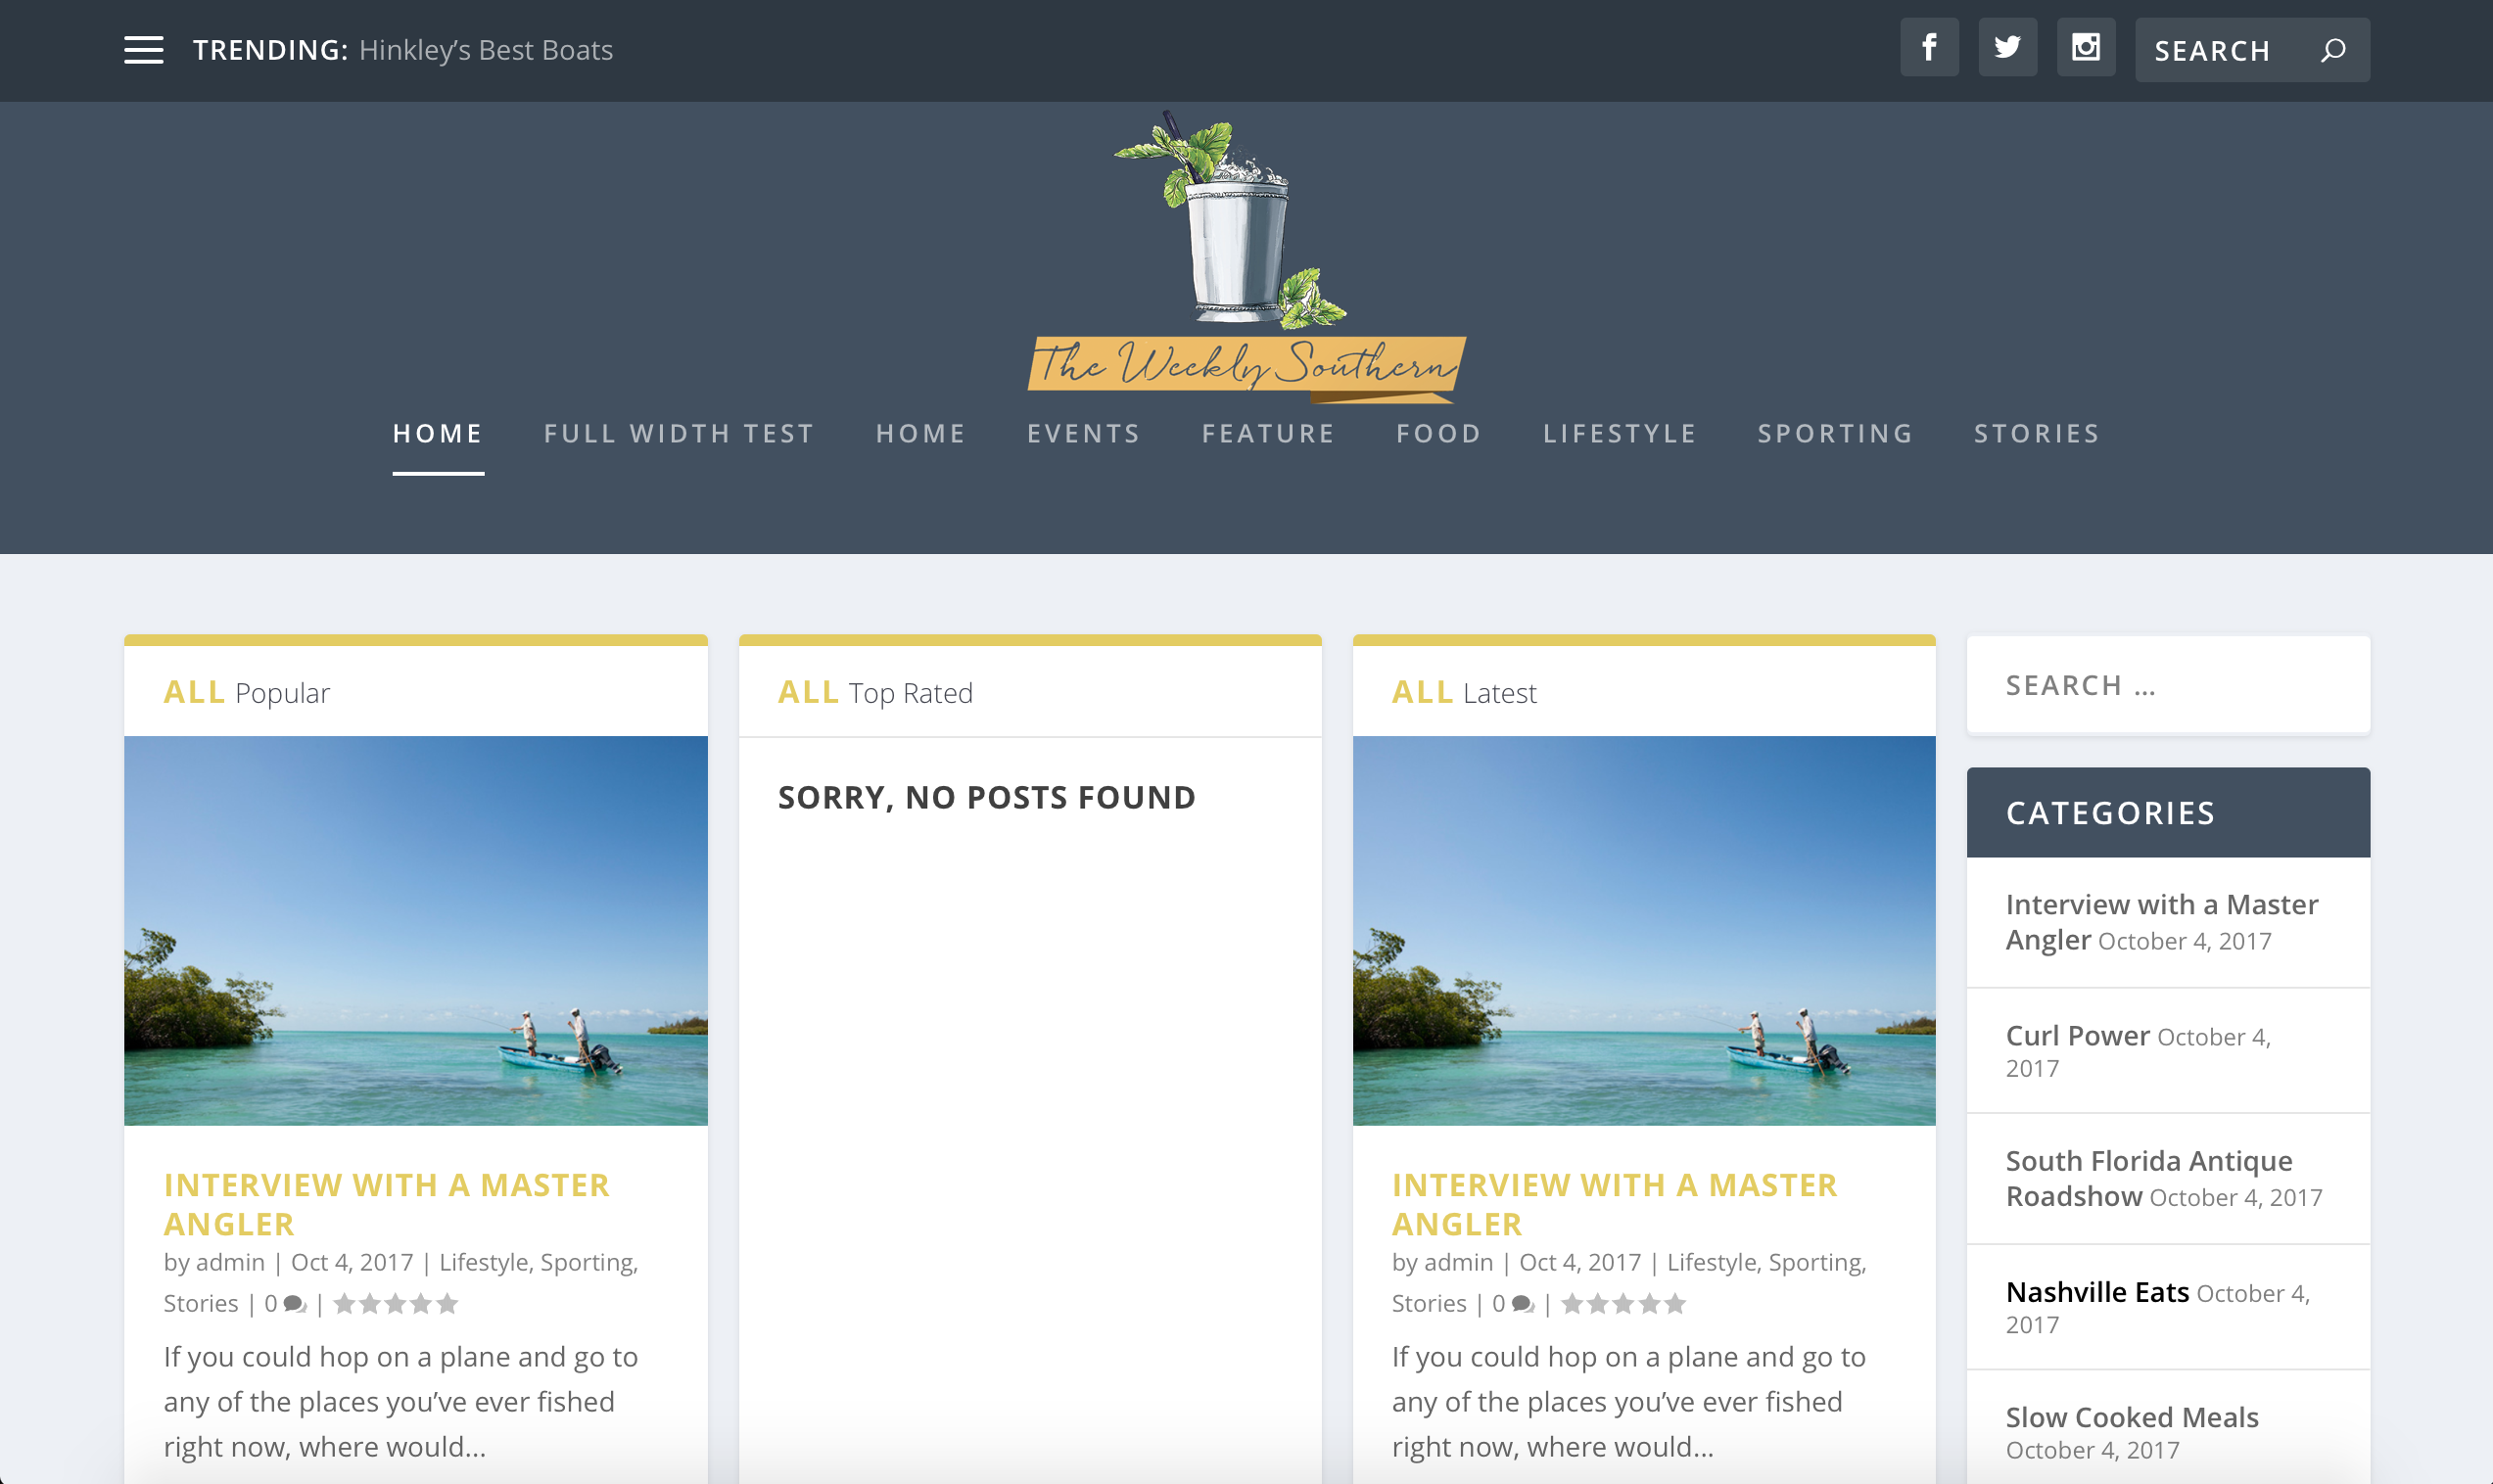 TRENDING: Hinkley’s Best Boats
SEARCH
The Weekly Southern
HOME FULL WIDTH TEST HOME EVENTS FEATURE FOOD LIFESTYLE SPORTING STORIES
ALL Popular
INTERVIEW WITH A MASTER
ANGLER
by admin | Oct 4, 2017 | Lifestyle, Sporting,
Stories | 0 |
If you could hop on a plane and go to
any of the places you’ve ever fished
right now, where would...
ALL Top Rated
SORRY, NO POSTS FOUND
ALL Latest
INTERVIEW WITH A MASTER
ANGLER
by admin | Oct 4, 2017 | Lifestyle, Sporting,
Stories | 0 |
If you could hop on a plane and go to
any of the places you’ve ever fished
right now, where would...
SEARCH …
CATEGORIES
Interview with a Master
Angler October 4, 2017
Curl Power October 4,
2017
South Florida Antique
Roadshow October 4, 2017
Nashville Eats October 4,
2017
Slow Cooked Meals
October 4, 2017